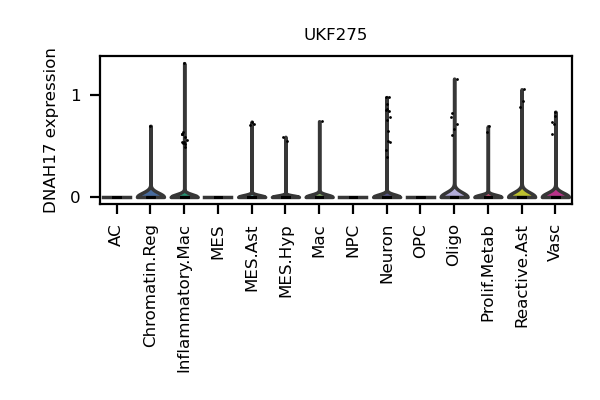 UKF275
DNAH17 expression
1
0
AC
Chromatin.Reg
Inflammatory.Mac
MES
MES.Ast
MES.Hyp
Mac
NPC
Neuron
OPC
Oligo
Prolif.Metab
Reactive.Ast
Vasc